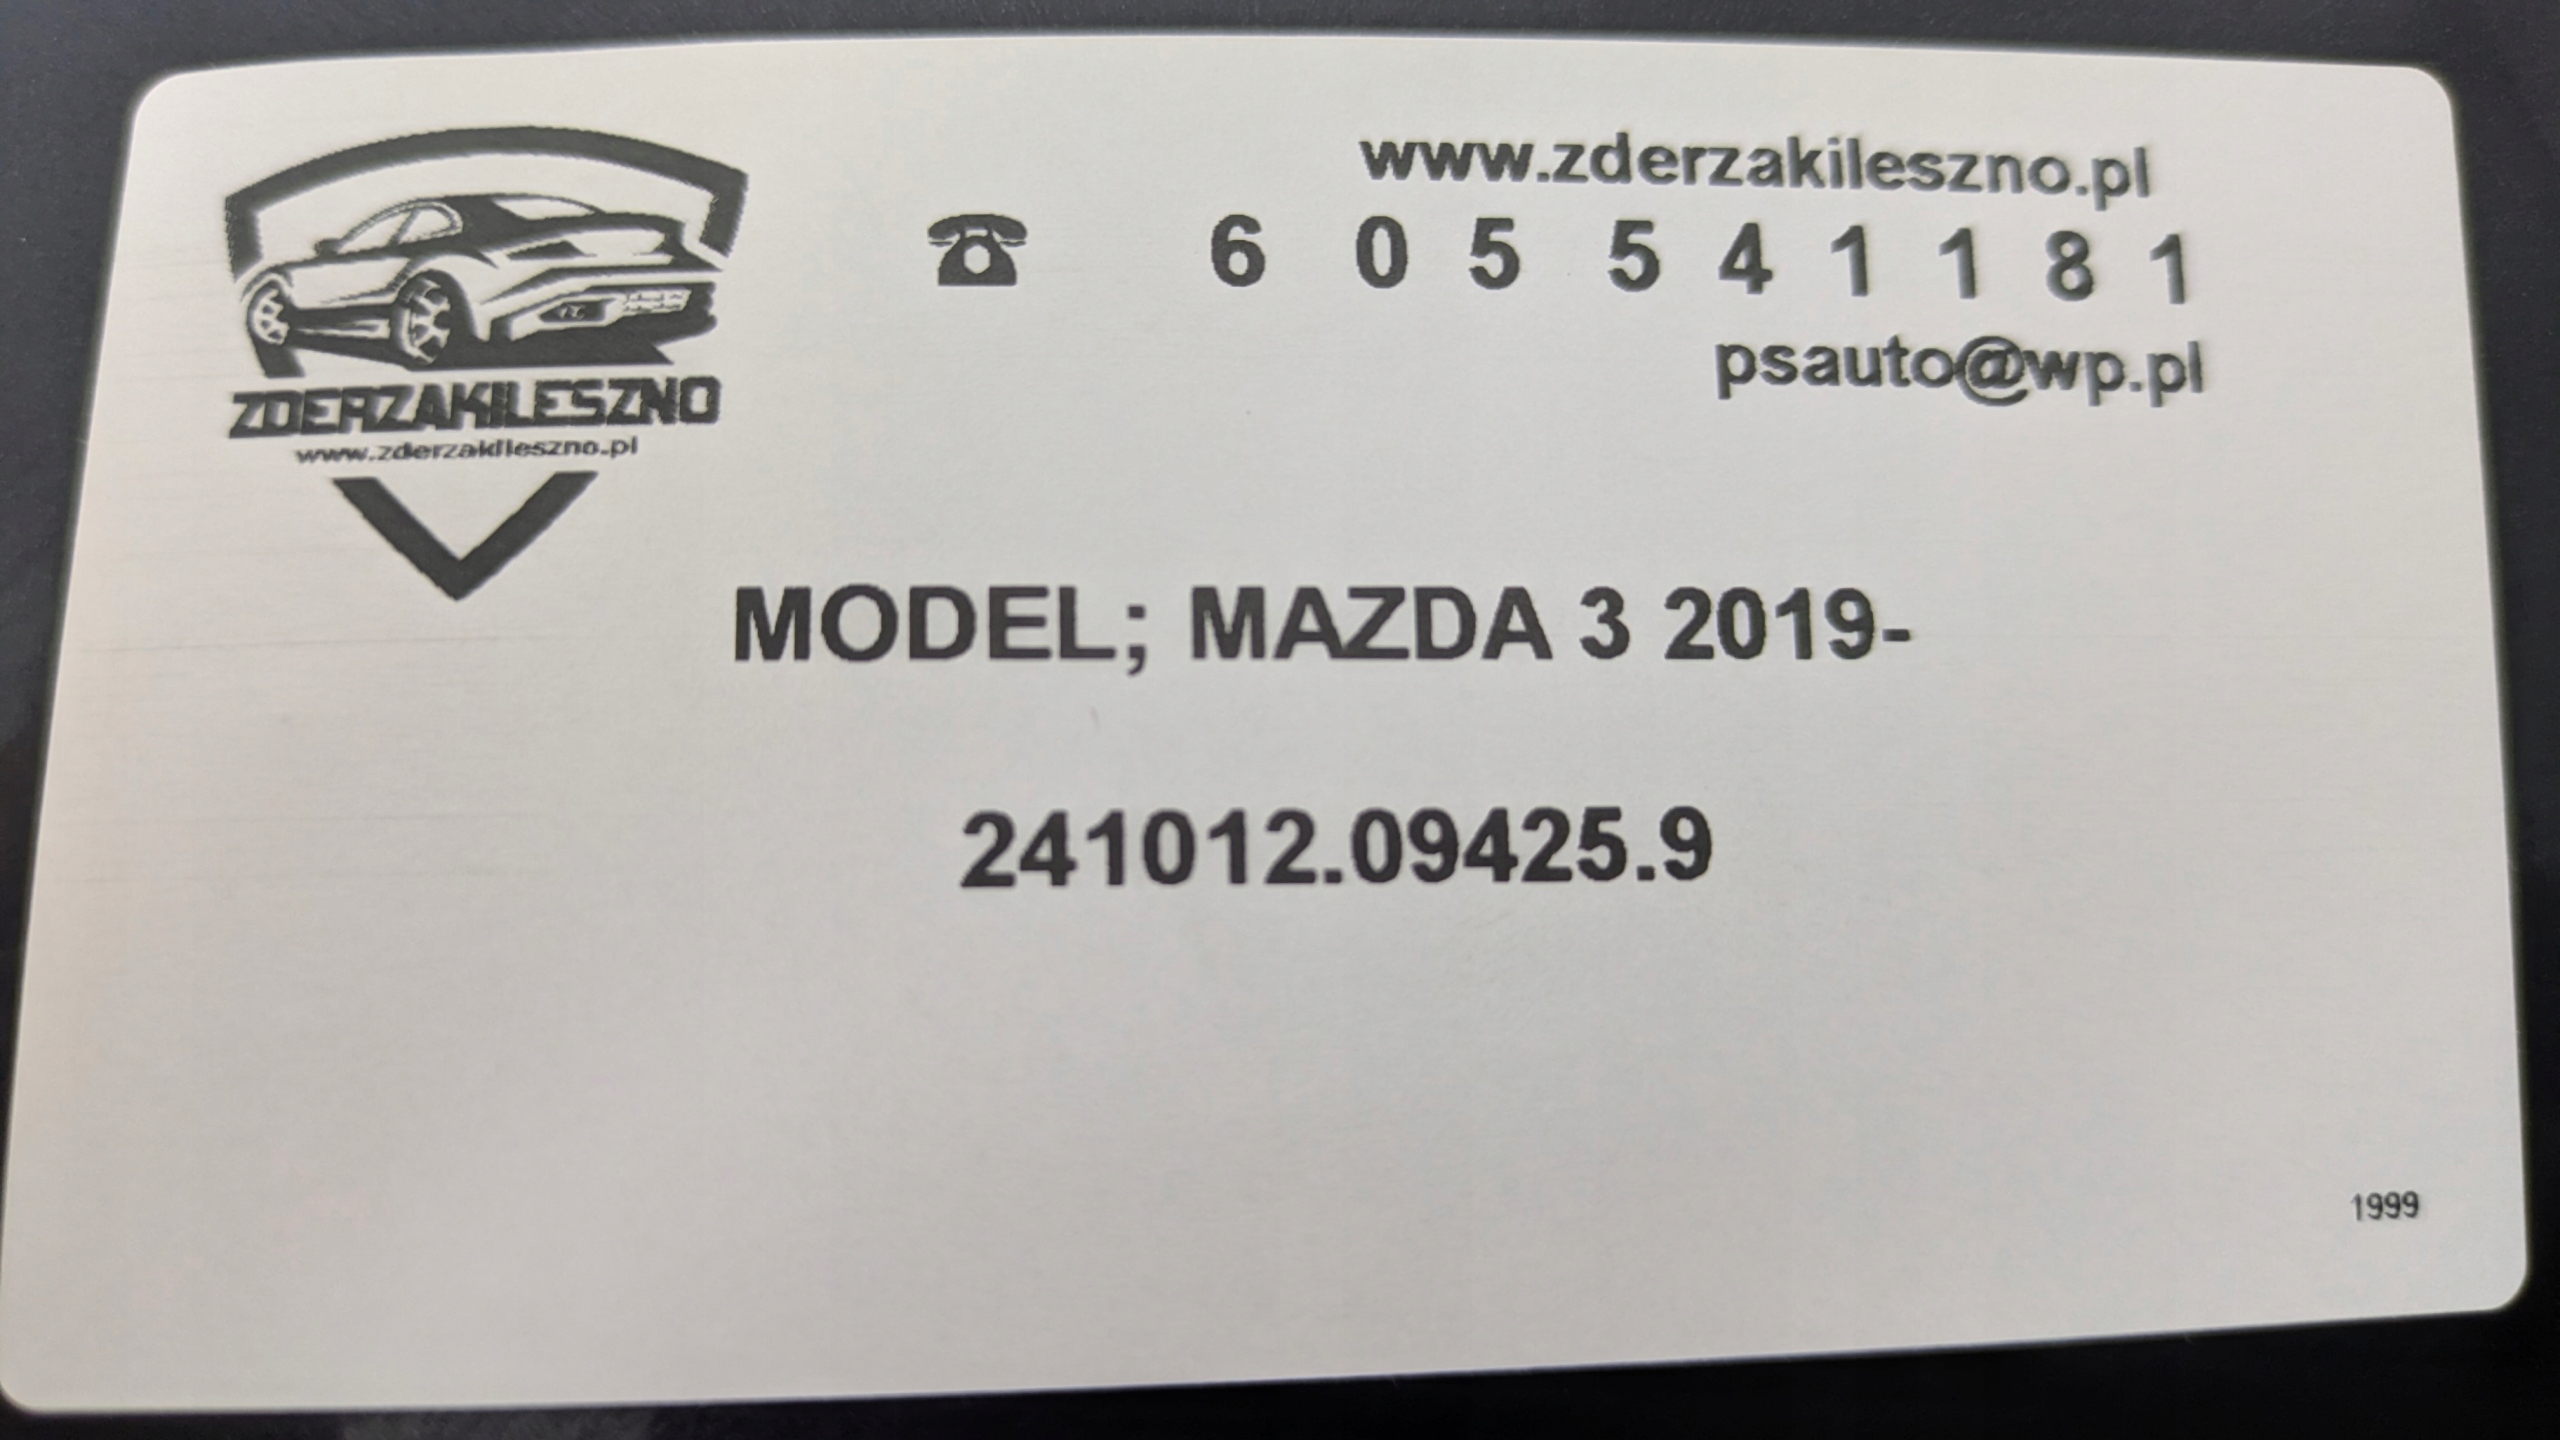 www.zderzakileszno.pl
☎ 6 0 5 5 4 1 1 8 1
psauto@wp.pl
ZDERZAKILESZNO
www.zderzakileszno.pl
MODEL; MAZDA 3 2019-
241012.09425.9
1999